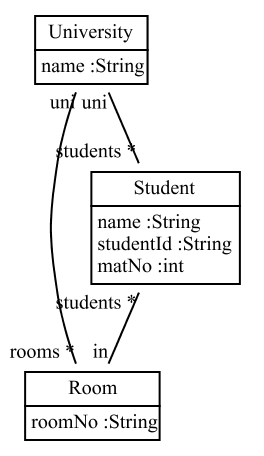 University
name :String
uni uni
students *
Student
name :String
studentId :String
matNo :int
students *
rooms * in
Room
roomNo :String